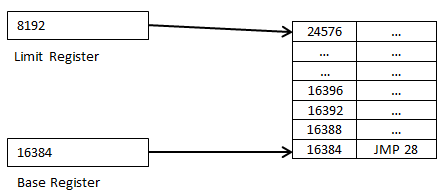 8192
Limit Register
24576 ...
... ...
... ...
16396 ...
16392 ...
16388 ...
16384 JMP 28
16384
Base Register